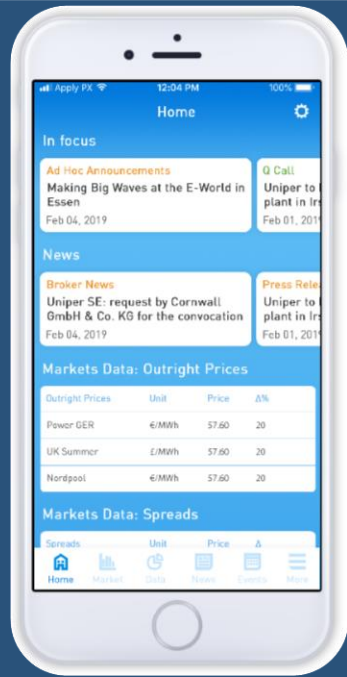 Apply PX 12:04 PM 100%
Home
In focus
Ad Hoc Announcements
Making Big Waves at the E-World in
Essen
Feb 04, 2019
Q Call
Uniper to
plant in Irs
Feb 01, 201
News
Broker News
Uniper SE: request by Cornwall
GmbH & Co. KG for the convocation
Feb 04, 2019
Press Rele
Uniper to
plant in Irs
Feb 01, 201
Markets Data: Outright Prices
Outright Prices Unit Price Δ%
Power GER €/MWh 57.60 20
UK Summer £/MWh 57.60 20
Nordpool €/MWh 57.60 20
Markets Data: Spreads
Spreads Unit Price Δ
Home Market Data News Events More